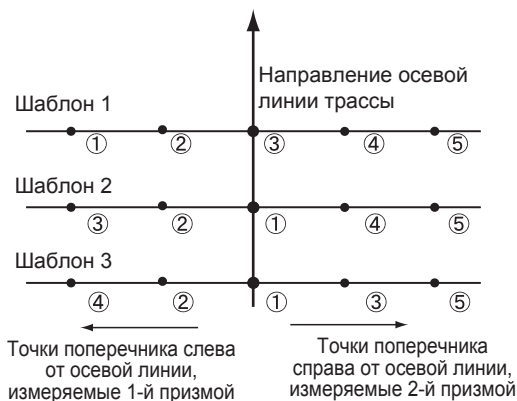 Направление осевой
линии трассы
Шаблон 1
① ② ③ ④ ⑤
Шаблон 2
③ ② ① ④ ⑤
Шаблон 3
④ ② ① ③ ⑤
Точки поперечника слева
от осевой линии,
измеряемые 1-й призмой
Точки поперечника
справа от осевой линии,
измеряемые 2-й призмой